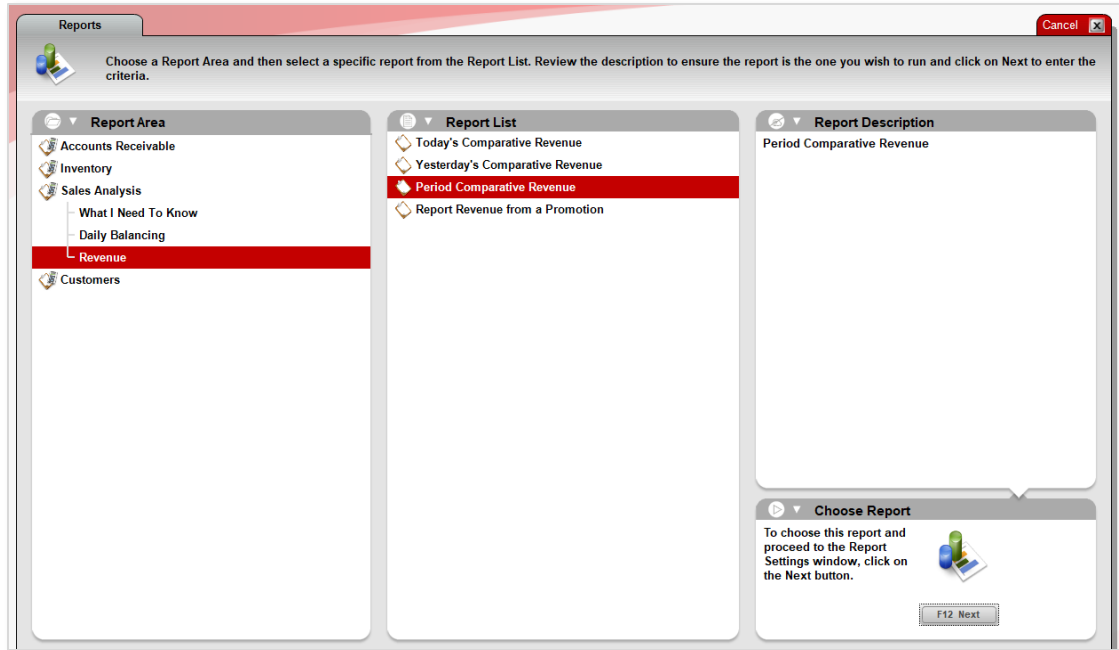 Reports
Cancel
Choose a Report Area and then select a specific report from the Report List. Review the description to ensure the report is the one you wish to run and click on Next to enter the
criteria.
Report Area
Accounts Receivable
Inventory
Sales Analysis
What I Need To Know
Daily Balancing
Revenue
Customers
Report List
Today's Comparative Revenue
Yesterday's Comparative Revenue
Period Comparative Revenue
Report Revenue from a Promotion
Report Description
Period Comparative Revenue
Choose Report
To choose this report and
proceed to the Report
Settings window, click on
the Next button.
F12 Next